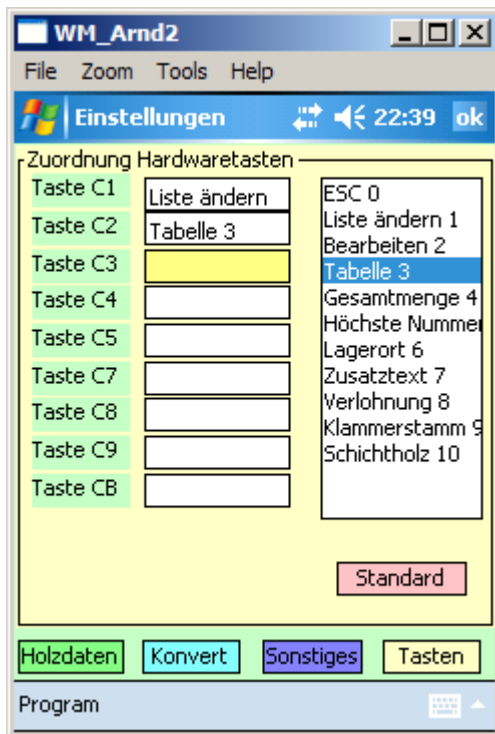 WM_Arnd2
File Zoom Tools Help
Einstellungen 22:39 ok
Zuordnung Hardwaretasten
Taste C1 Liste ändern
Taste C2 Tabelle 3
Taste C3
Taste C4
Taste C5
Taste C7
Taste C8
Taste C9
Taste CB
ESC 0
Liste ändern 1
Bearbeiten 2
Tabelle 3
Gesamtmenge 4
Höchste Nummer
Lagerort 6
Zusatztext 7
Verlohnung 8
Klammerstamm 9
Schichtholz 10
Standard
Holzdaten Konvert Sonstiges Tasten
Program